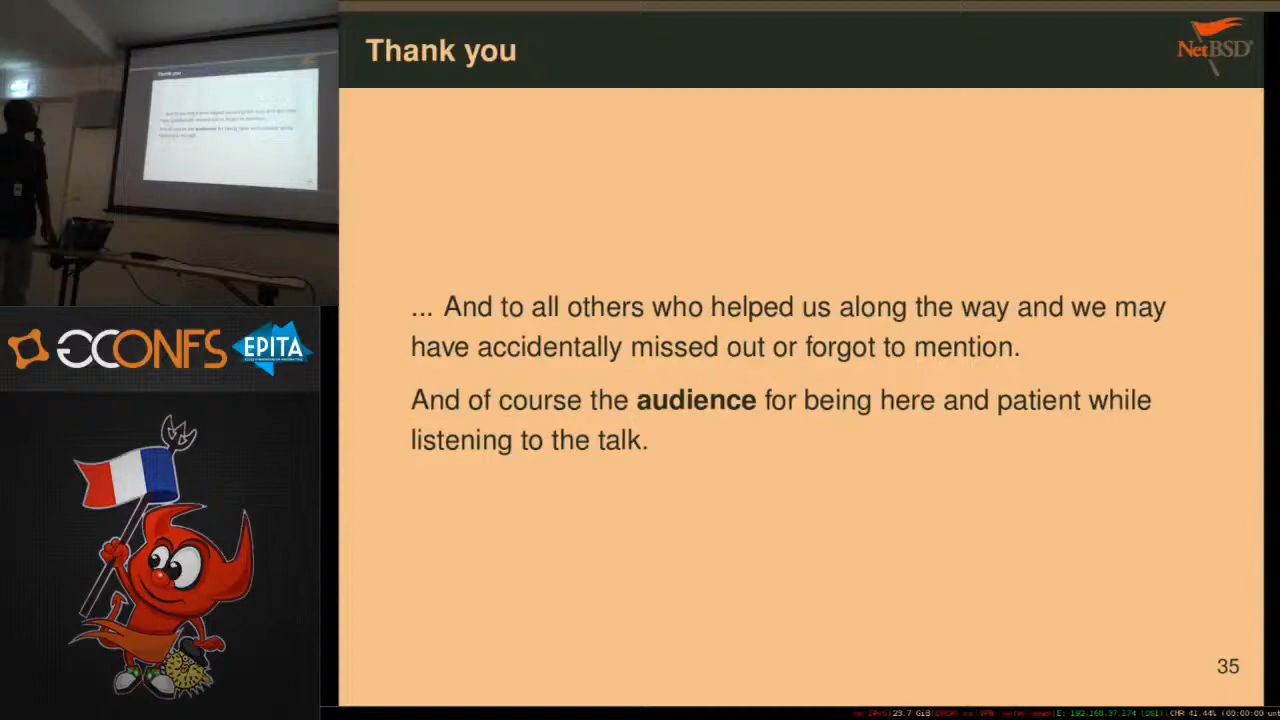 Thank you
NetBSD
... And to all others who helped us along the way and we may
have accidentally missed out or forgot to mention.
And of course the audience for being here and patient while
listening to the talk.
35
GCONFS
EPITA